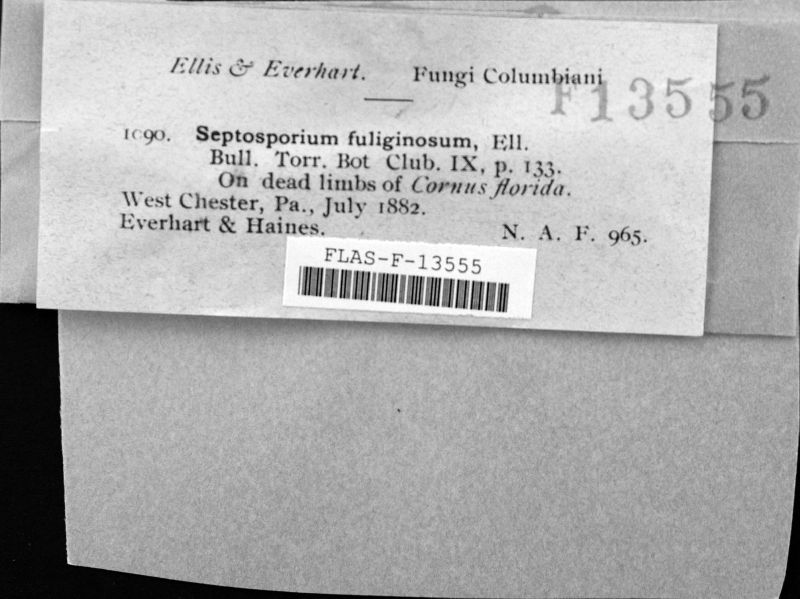 Ellis & Everhart. Fungi Columbiani
F13555
1090. Septosporium fuliginosum, Ell.
Bull. Torr. Bot Club. IX, p. 133.
On dead limbs of Cornus florida.
West Chester, Pa., July 1882.
Everhart & Haines. N. A. F. 965.
FLAS-F-13555